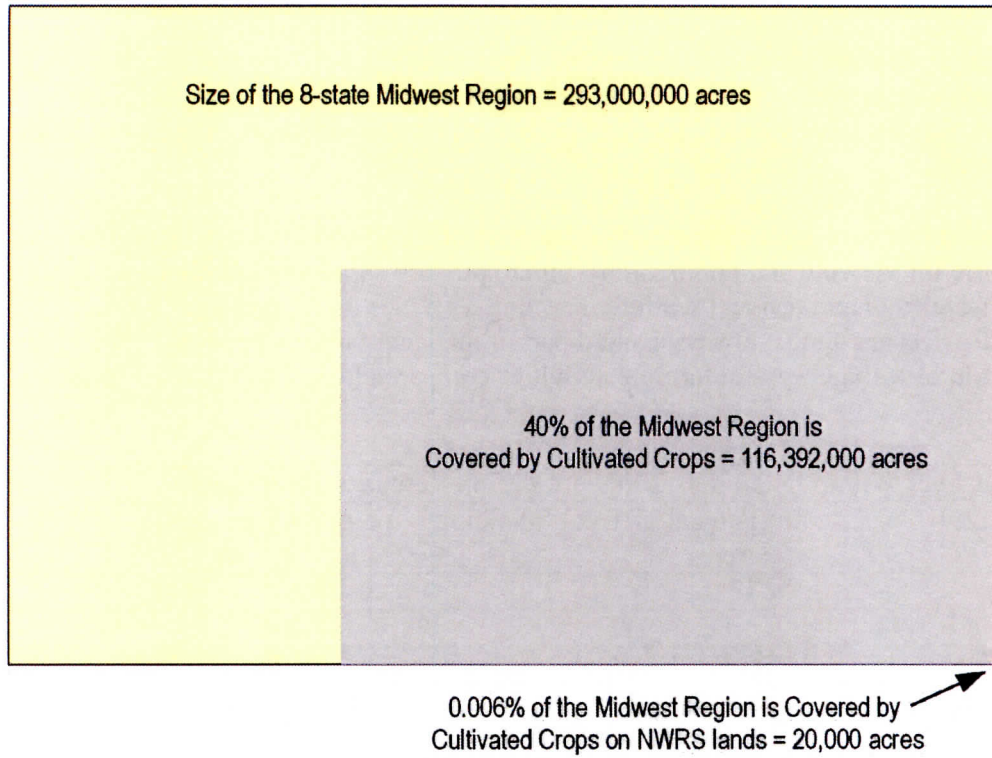 Size of the 8-state Midwest Region = 293,000,000 acres
40% of the Midwest Region is
Covered by Cultivated Crops = 116,392,000 acres
0.006% of the Midwest Region is Covered by
Cultivated Crops on NWRS lands = 20,000 acres